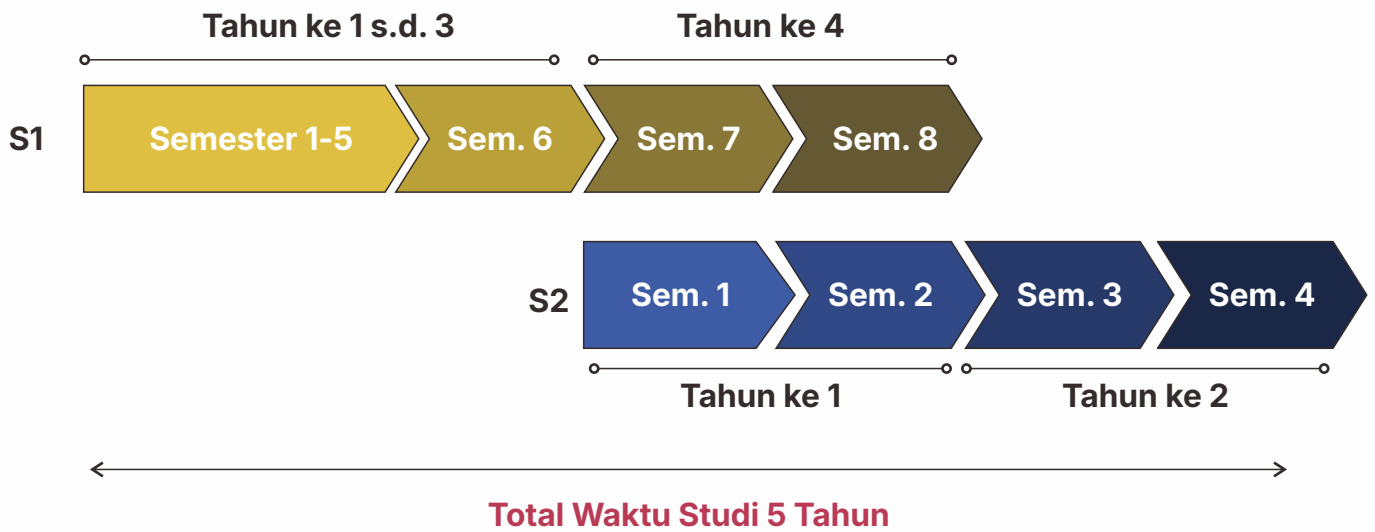 Tahun ke 1 s.d. 3
Tahun ke 4
S1
Semester 1-5
Sem. 6
Sem. 7
Sem. 8
S2
Sem. 1
Sem. 2
Sem. 3
Sem. 4
Tahun ke 1
Tahun ke 2
Total Waktu Studi 5 Tahun